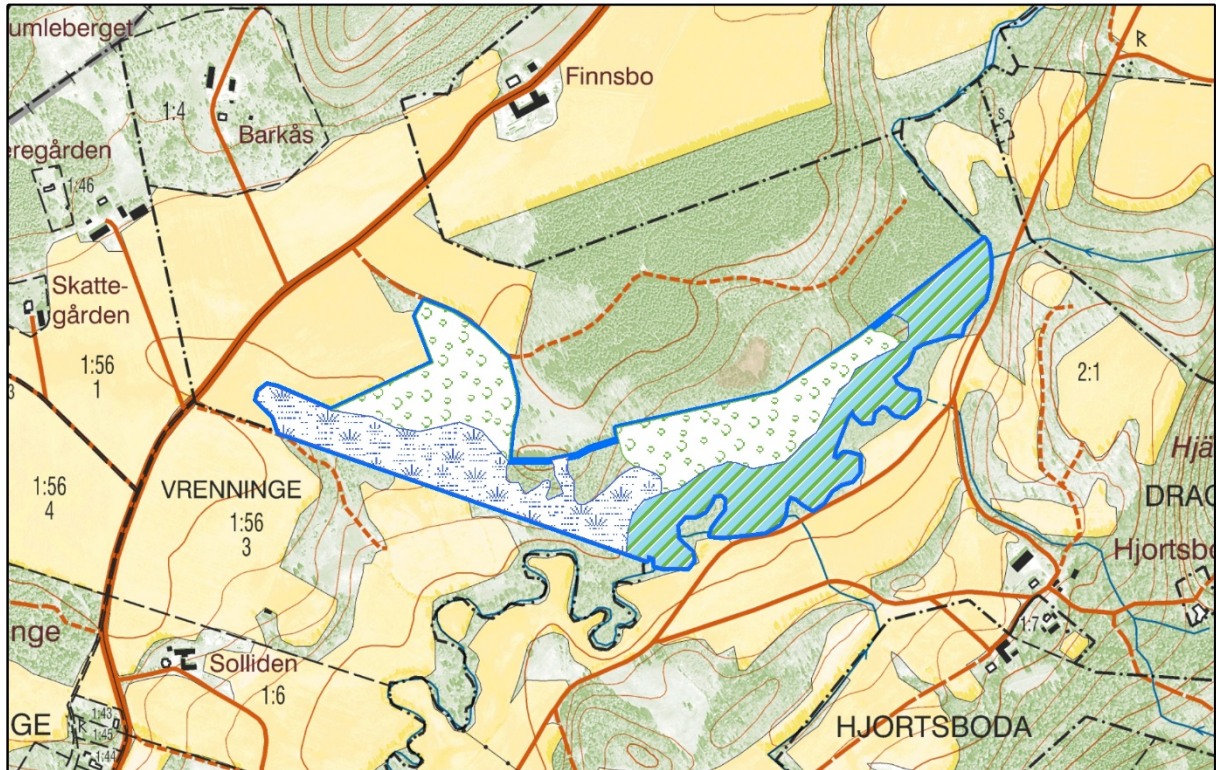 umleberget
R
Finnsbo
S
1:4
Barkås
eregården
1:46
Skatte-
gården
1:56
1
2:1
3
Hjä
1:56
4
VRENNINGE
1:56
3
DRAG
Hjortsbo
nge
1:7
Solliden
1:6
1:43
R
1:45
GE
1:44
HJORTSBODA